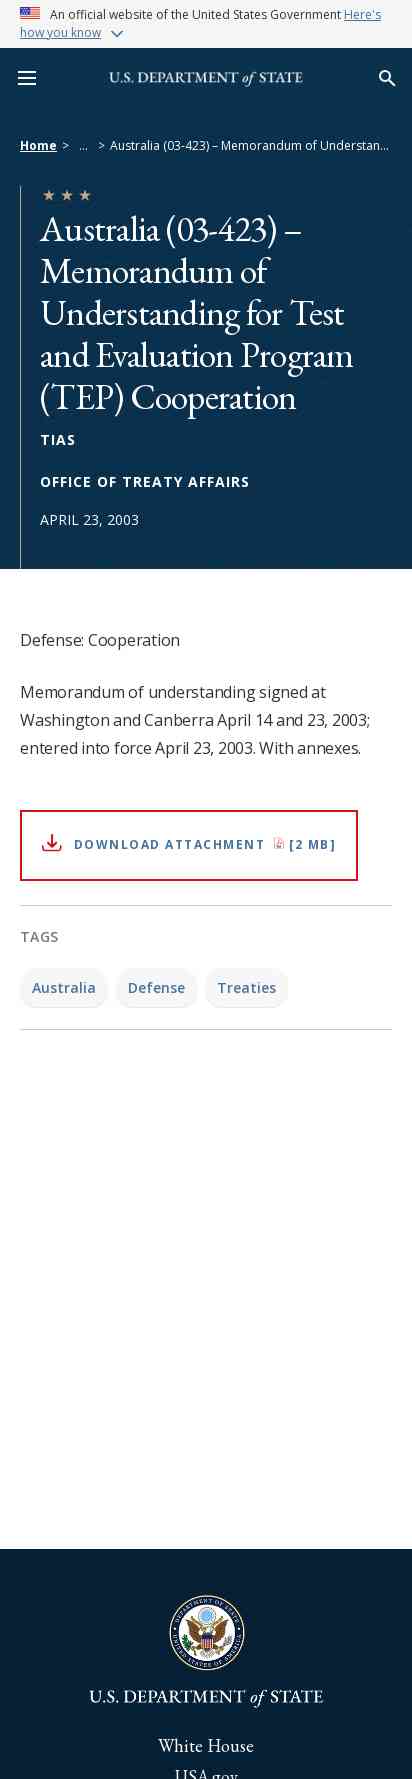 An official website of the United States Government Here's
how you know
U.S. DEPARTMENT of STATE
Home > ... > Australia (03-423) – Memorandum of Understan...
Australia (03-423) –
Memorandum of
Understanding for Test
and Evaluation Program
(TEP) Cooperation
TIAS
OFFICE OF TREATY AFFAIRS
APRIL 23, 2003
Defense: Cooperation
Memorandum of understanding signed at
Washington and Canberra April 14 and 23, 2003;
entered into force April 23, 2003. With annexes.
DOWNLOAD ATTACHMENT [2 MB]
TAGS
Australia Defense Treaties
DEPARTMENT OF STATE
UNITED STATES OF AMERICA
U.S. DEPARTMENT of STATE
White House
USA.gov